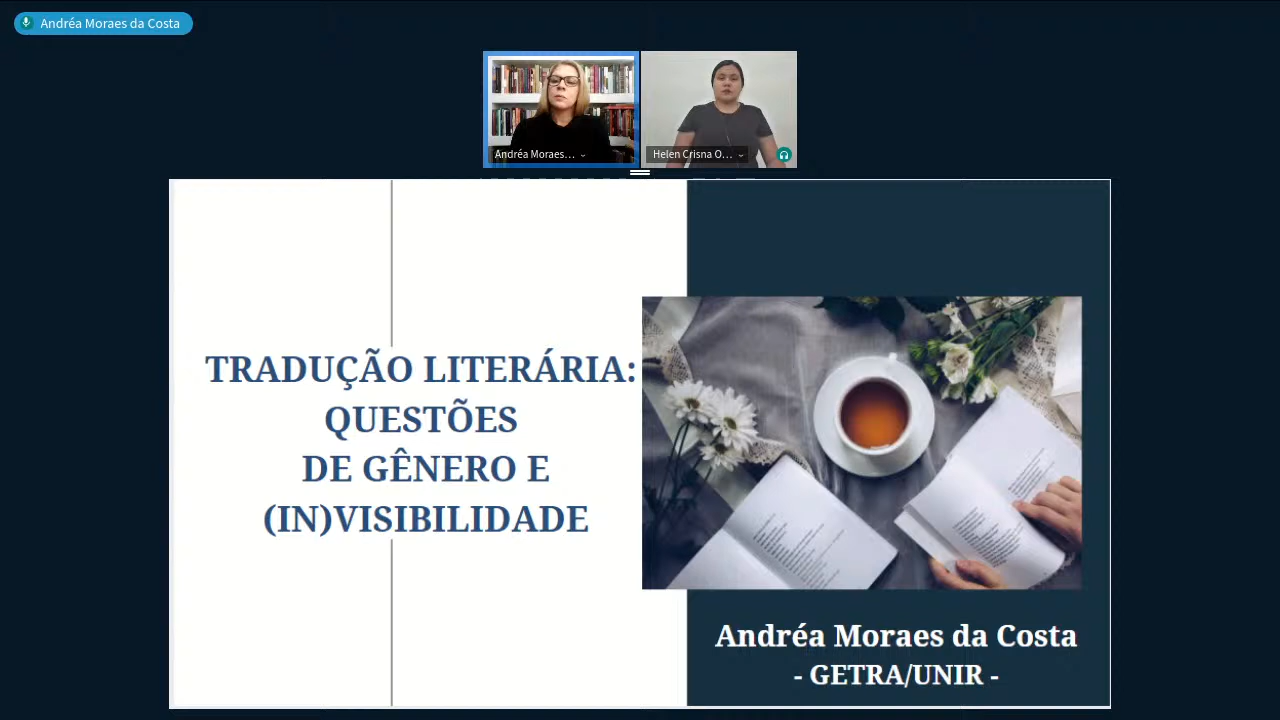 Andréa Moraes da Costa
Andréa Moraes...
Helen Crisna O...
TRADUÇÃO LITERÁRIA:
QUESTÕES
DE GÊNERO E
(IN)VISIBILIDADE
Andréa Moraes da Costa
- GETRA/UNIR -